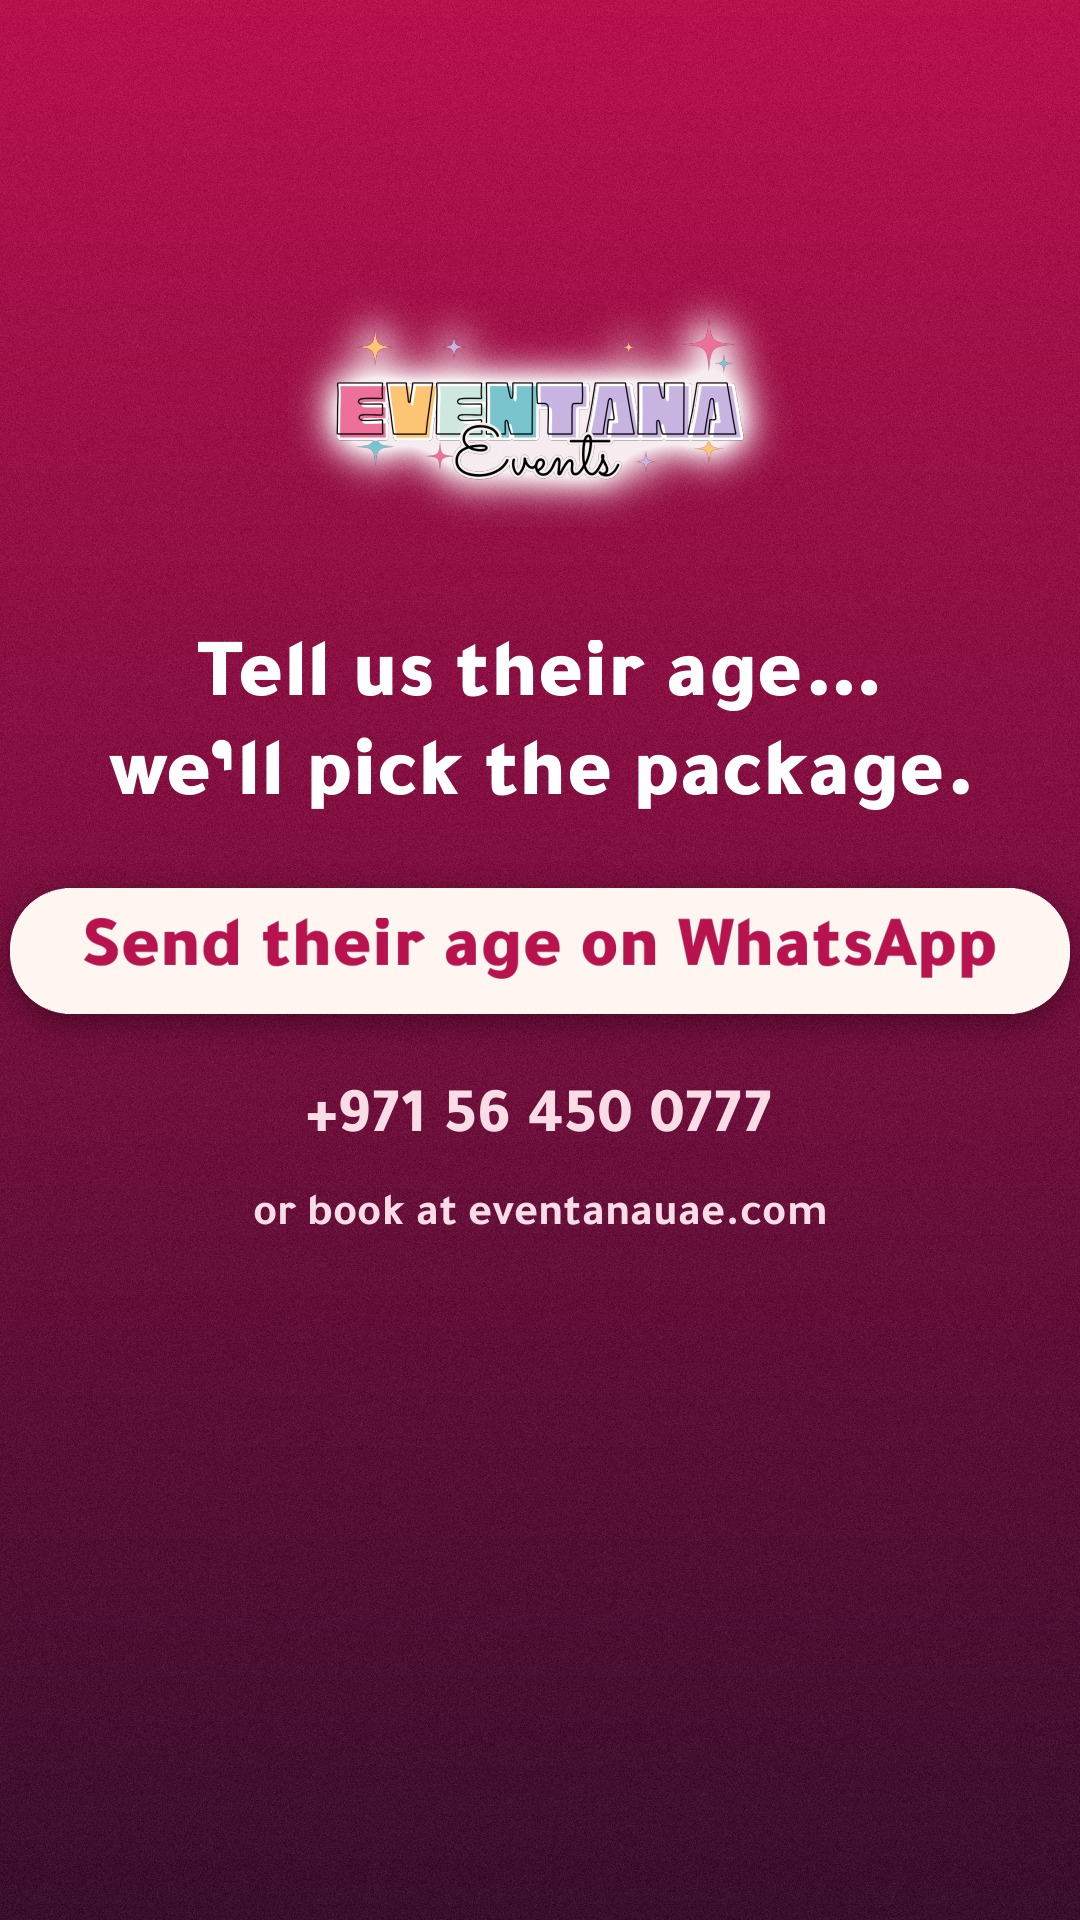 EVENTANA
Events
Tell us their age...
we'll pick the package.
Send their age on WhatsApp
+971 56 450 0777
or book at eventanauae.com